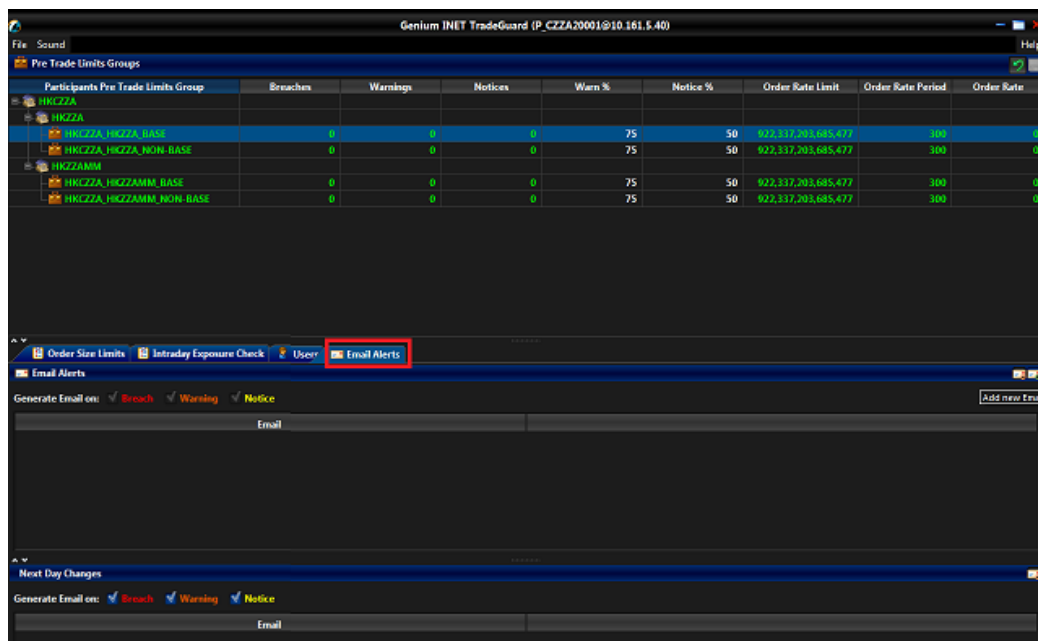 Genium INET TradeGuard (P_CZZA20001@10.161.5.40)
File Sound Help
Pre Trade Limits Groups
Participants Pre Trade Limits Group Breaches Warnings Notices Warn % Notice % Order Rate Limit Order Rate Period Order Rate
HKCZZA
HKZZA
HKCZZA_HKZZA_BASE 0 0 0 75 50 922,337,203,685,477 300 0
HKCZZA_HKZZA_NON-BASE 0 0 0 75 50 922,337,203,685,477 300 0
HKZZAMM
HKCZZA_HKZZAMM_BASE 0 0 0 75 50 922,337,203,685,477 300 0
HKCZZA_HKZZAMM_NON-BASE 0 0 0 75 50 922,337,203,685,477 300 0
Order Size Limits Intraday Exposure Check User Email Alerts
Email Alerts
Generate Email on: Breach Warning Notice Add new Ema
Email
Next Day Changes
Generate Email on: Breach Warning Notice
Email